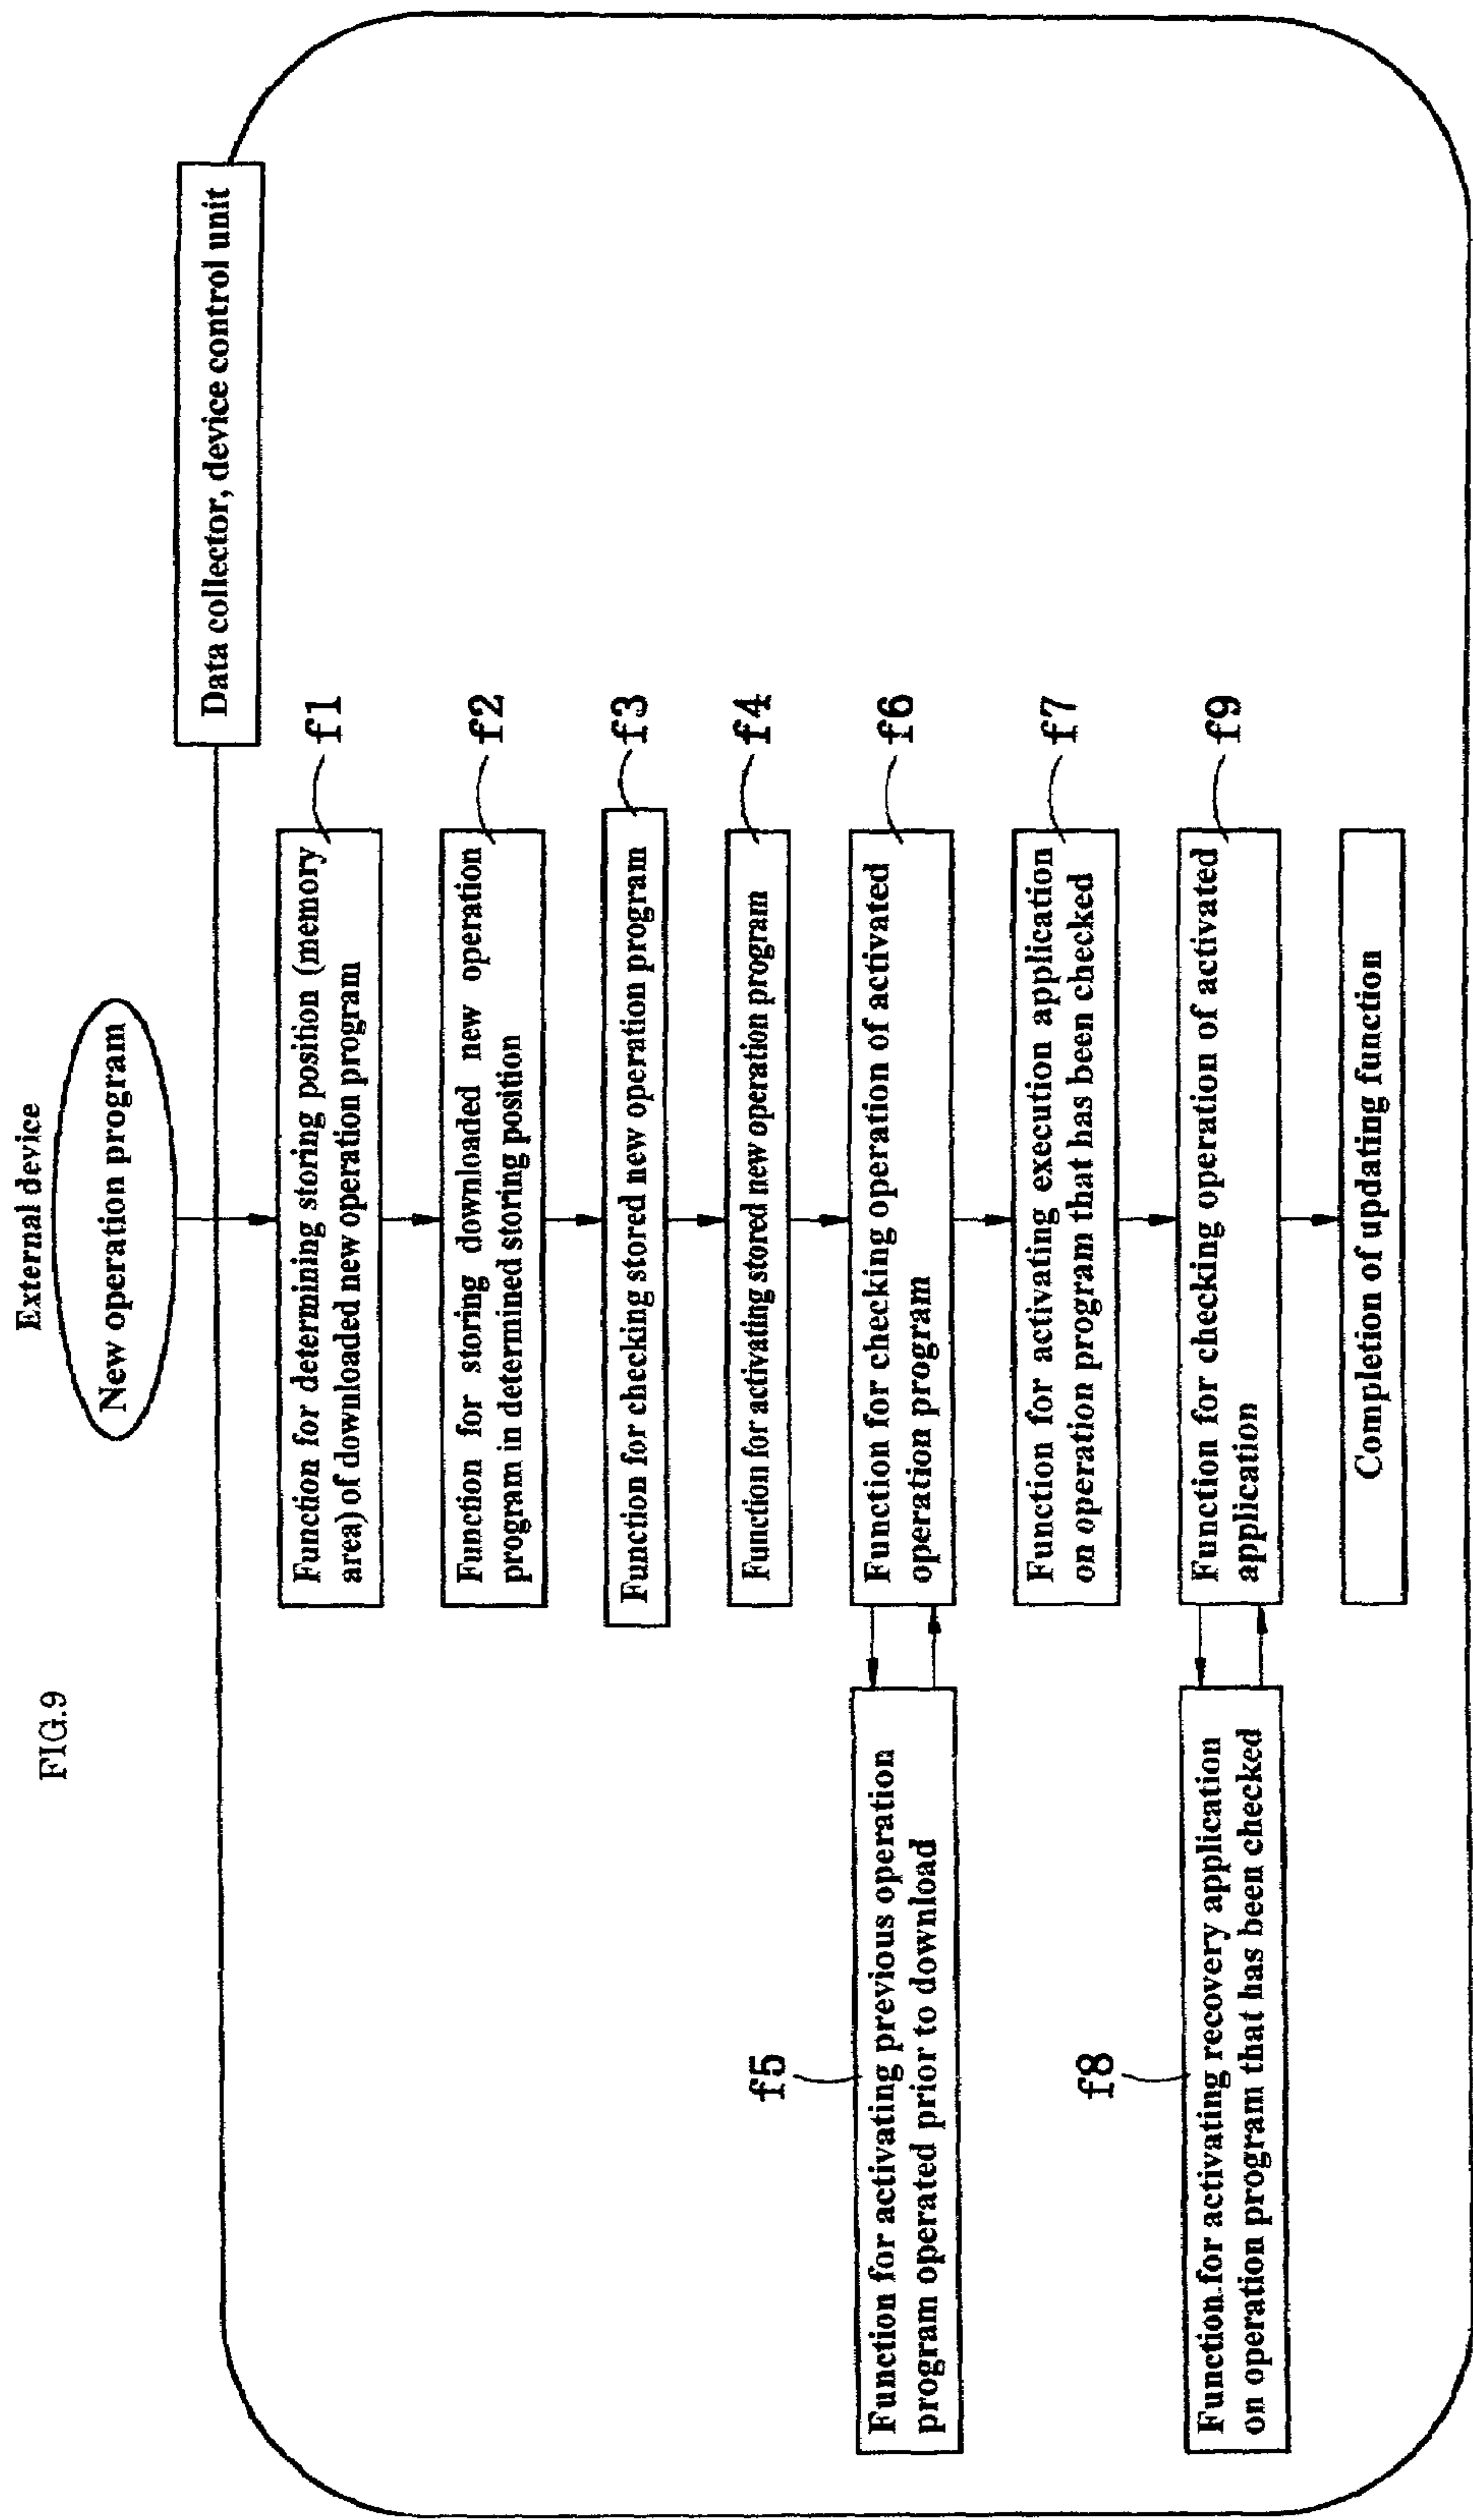 FIG.9
External device
New operation program
Data collector, device control unit
Function for determining storing position (memory
area) of downloaded new operation program
f1
Function for storing downloaded new operation
program in determined storing position
f2
Function for checking stored new operation program
f3
Function for activating stored new operation program
f4
Function for activating previous operation
program operated prior to download
f5
Function for checking operation of activated
operation program
f6
Function for activating execution application
on operation program that has been checked
f7
Function for activating recovery application
on operation program that has been checked
f8
Function for checking operation of activated
application
f9
Completion of updating function